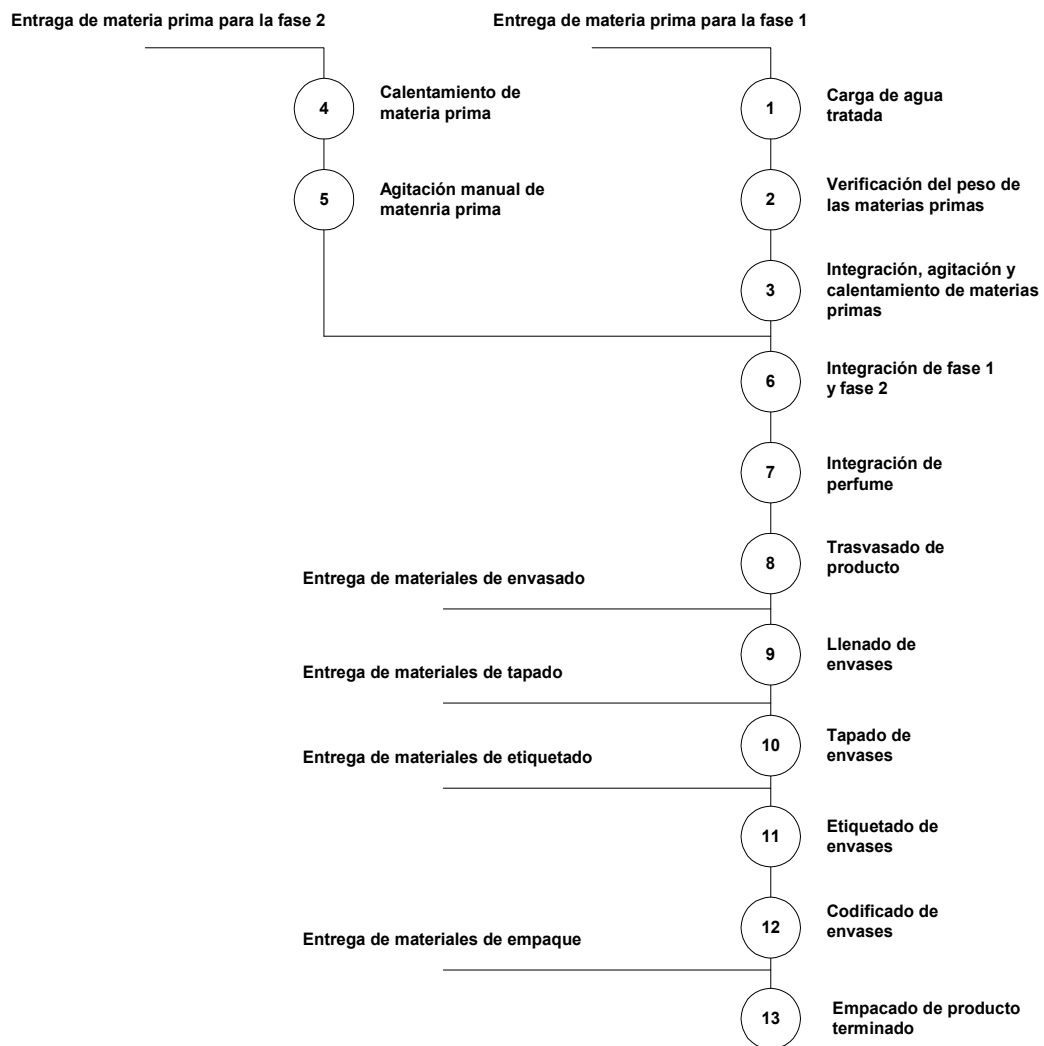 Entraga de materia prima para la fase 2
Entrega de materia prima para la fase 1
4
Calentamiento de
materia prima
1
Carga de agua
tratada
5
Agitación manual de
matenria prima
2
Verificación del peso de
las materias primas
3
Integración, agitación y
calentamiento de materias
primas
6
Integración de fase 1
y fase 2
7
Integración de
perfume
8
Trasvasado de
producto
Entrega de materiales de envasado
9
Llenado de
envases
Entrega de materiales de tapado
10
Tapado de
envases
Entrega de materiales de etiquetado
11
Etiquetado de
envases
12
Codificado de
envases
Entrega de materiales de empaque
13
Empacado de producto
terminado